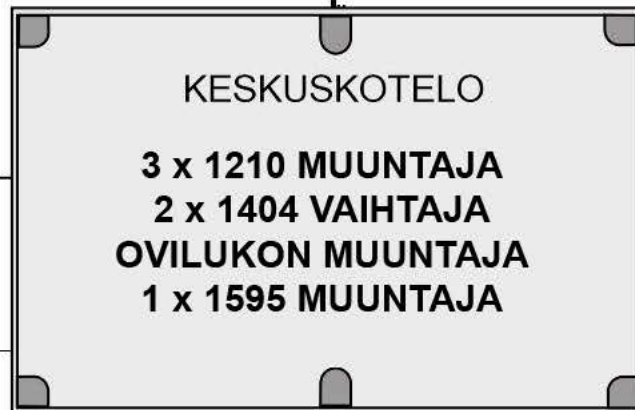 KESKUSKOTELO
3 x 1210 MUUNTAJA
2 x 1404 VAIHTAJA
OVILUKON MUUNTAJA
1 x 1595 MUUNTAJA